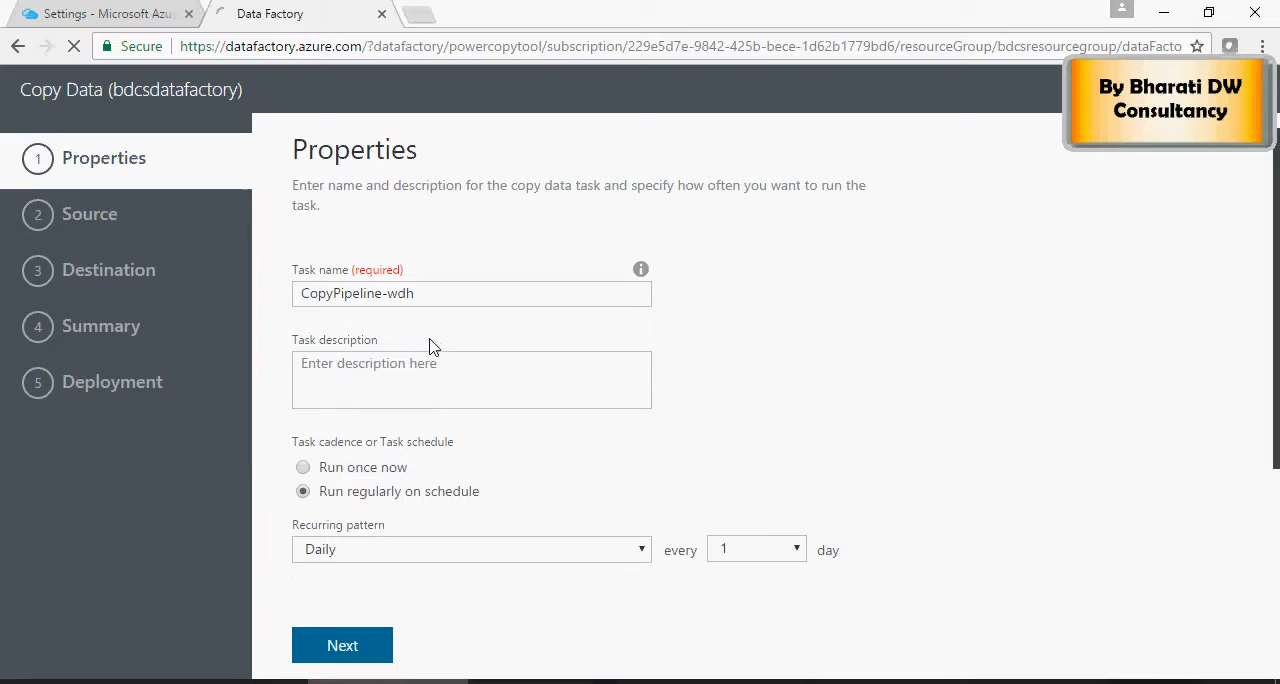 Settings - Microsoft Azu
Data Factory
Secure
https://datafactory.azure.com/?datafactory/powercopytool/subscription/229e5d7e-9842-425b-bece-1d62b1779bd6/resourceGroup/bdcsresourcegroup/dataFacto
Copy Data (bdcsdatafactory)
By Bharati DW
Consultancy
1 Properties
2 Source
3 Destination
4 Summary
5 Deployment
Properties
Enter name and description for the copy data task and specify how often you want to run the
task.
Task name (required)
CopyPipeline-wdh
Task description
Enter description here
Task cadence or Task schedule
Run once now
Run regularly on schedule
Recurring pattern
Daily every 1 day
Next